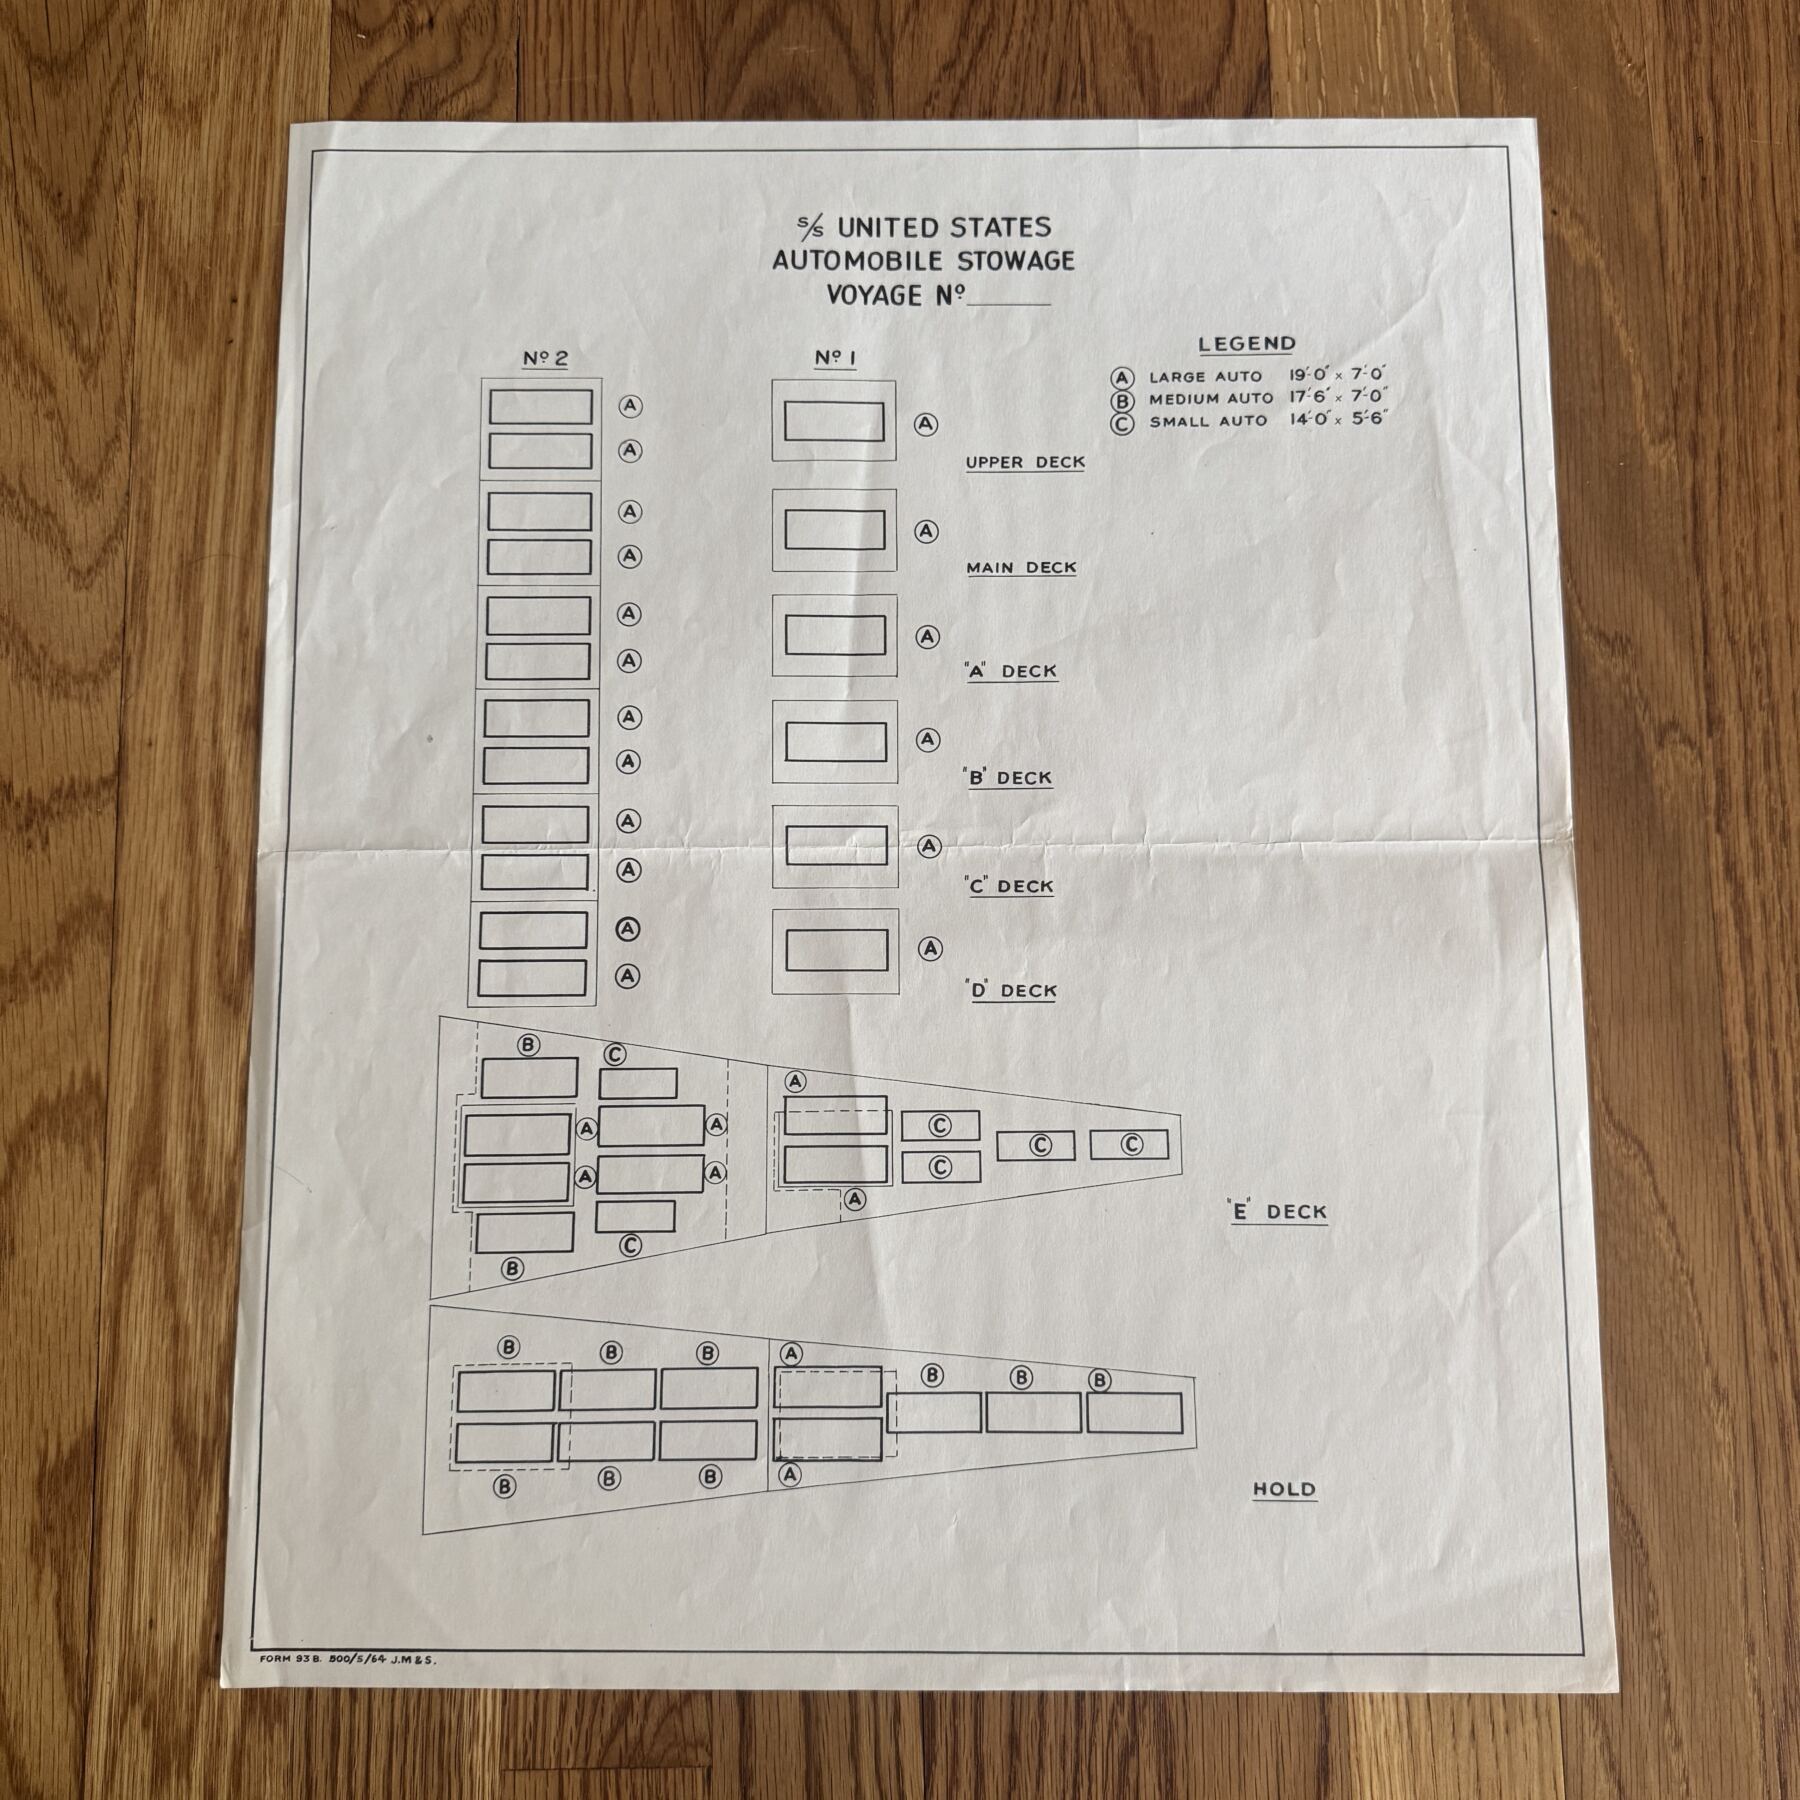 S/S UNITED STATES
AUTOMOBILE STOWAGE
VOYAGE Nº
Nº 2
Nº 1
LEGEND
Ⓐ LARGE AUTO 19'-0" x 7'-0"
Ⓑ MEDIUM AUTO 17'-6" x 7'-0"
Ⓒ SMALL AUTO 14'-0" x 5'-6"
Ⓐ Ⓐ
Ⓐ
UPPER DECK
Ⓐ Ⓐ
Ⓐ
MAIN DECK
Ⓐ Ⓐ
Ⓐ
"A" DECK
Ⓐ Ⓐ
Ⓐ
"B" DECK
Ⓐ Ⓐ
Ⓐ
"C" DECK
Ⓐ Ⓐ
Ⓐ
"D" DECK
Ⓑ Ⓒ Ⓐ
Ⓐ Ⓐ Ⓒ
Ⓒ Ⓒ
Ⓐ Ⓐ Ⓒ
Ⓐ
Ⓑ Ⓒ
"E" DECK
Ⓑ Ⓑ Ⓑ Ⓐ Ⓑ Ⓑ Ⓑ
Ⓑ Ⓑ Ⓑ Ⓐ
HOLD
FORM 93 B. 500/5/64 J.M & S.